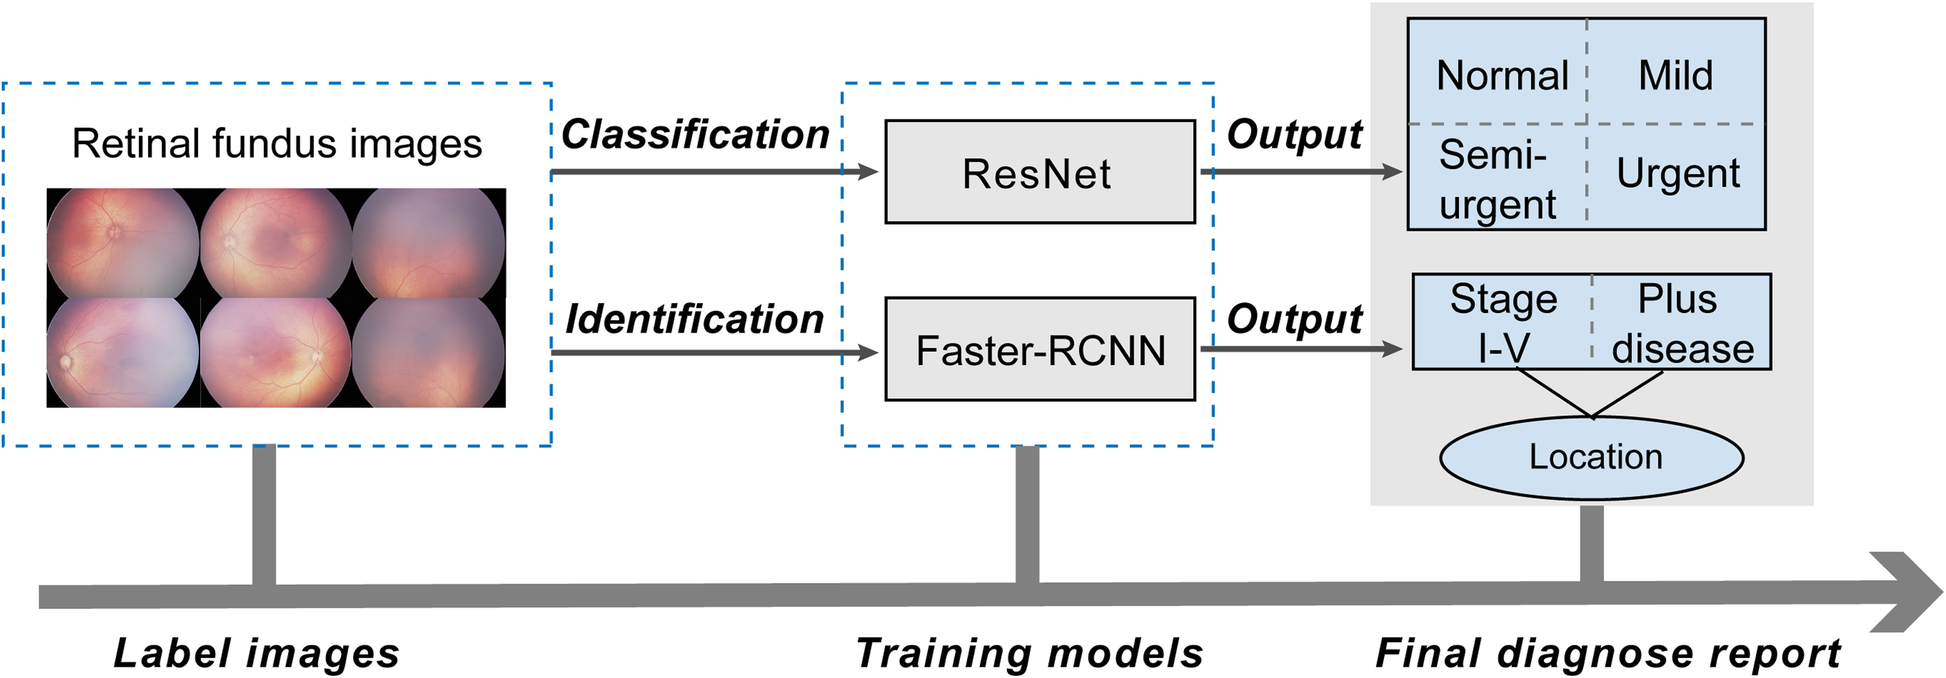 Retinal fundus images
Classification
Identification
ResNet
Faster-RCNN
Output
Output
Normal
Mild
Semi-
urgent
Urgent
Stage
I-V
Plus
disease
Location
Label images
Training models
Final diagnose report